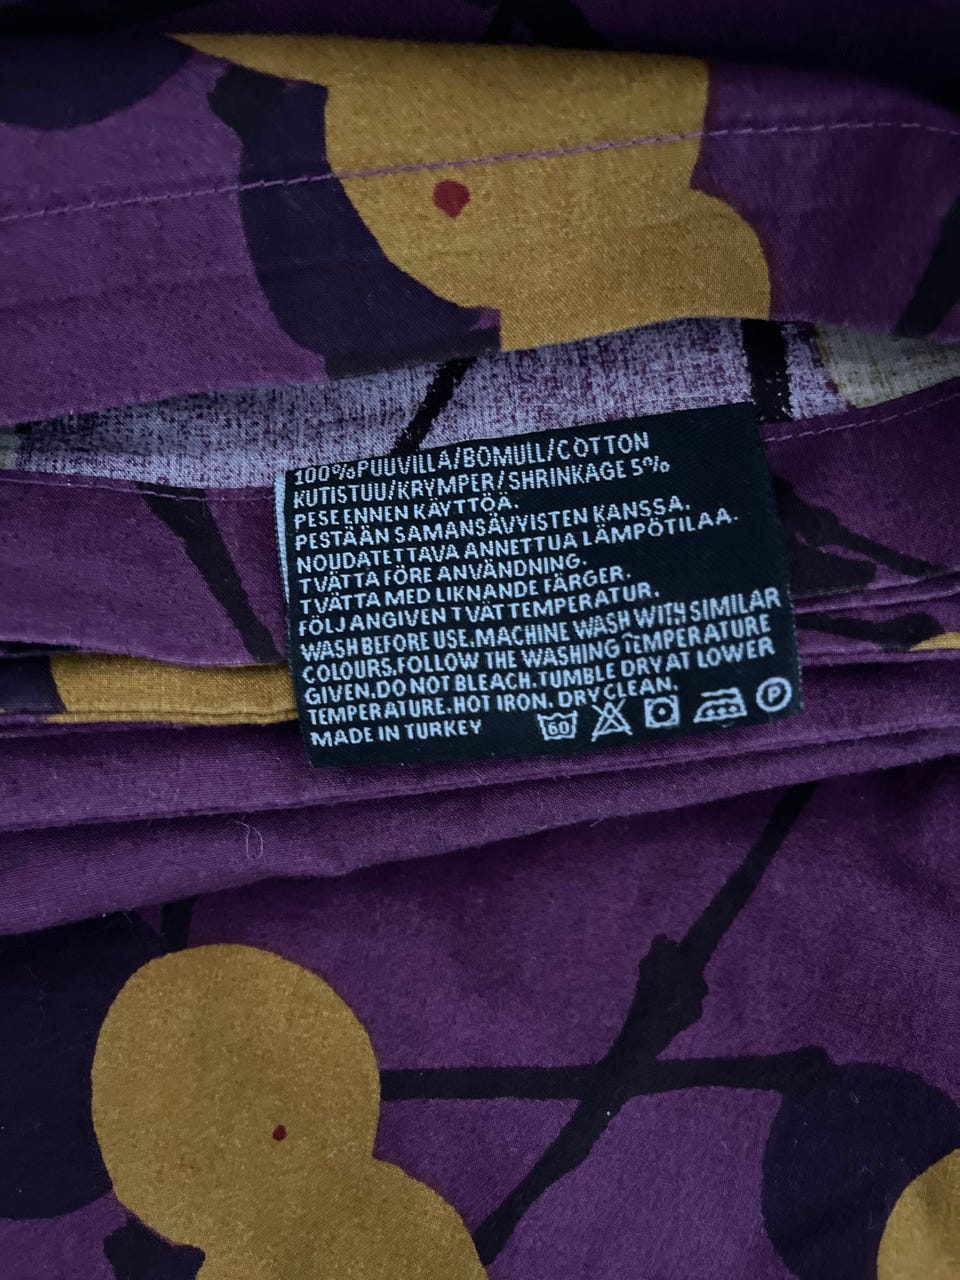 100% PUUVILLA/BOMULL/COTTON
KUTISTUU/KRYMPER/SHRINKAGE 5%
PESE ENNEN KÄYTTÖÄ.
PESTÄÄN SAMANSÄVYISTEN KANSSA.
NOUDATETTAVA ANNETTUA LÄMPÖTILAA.
TVÄTTA FÖRE ANVÄNDNING.
TVÄTTA MED LIKNANDE FÄRGER.
FÖLJ ANGIVEN TVÄTTEMPERATUR.
WASH BEFORE USE.MACHINE WASH WITH SIMILAR
COLOURS.FOLLOW THE WASHING TEMPERATURE
GIVEN.DO NOT BLEACH.TUMBLE DRY AT LOWER
TEMPERATURE.HOT IRON. DRY CLEAN.
MADE IN TURKEY 60 P